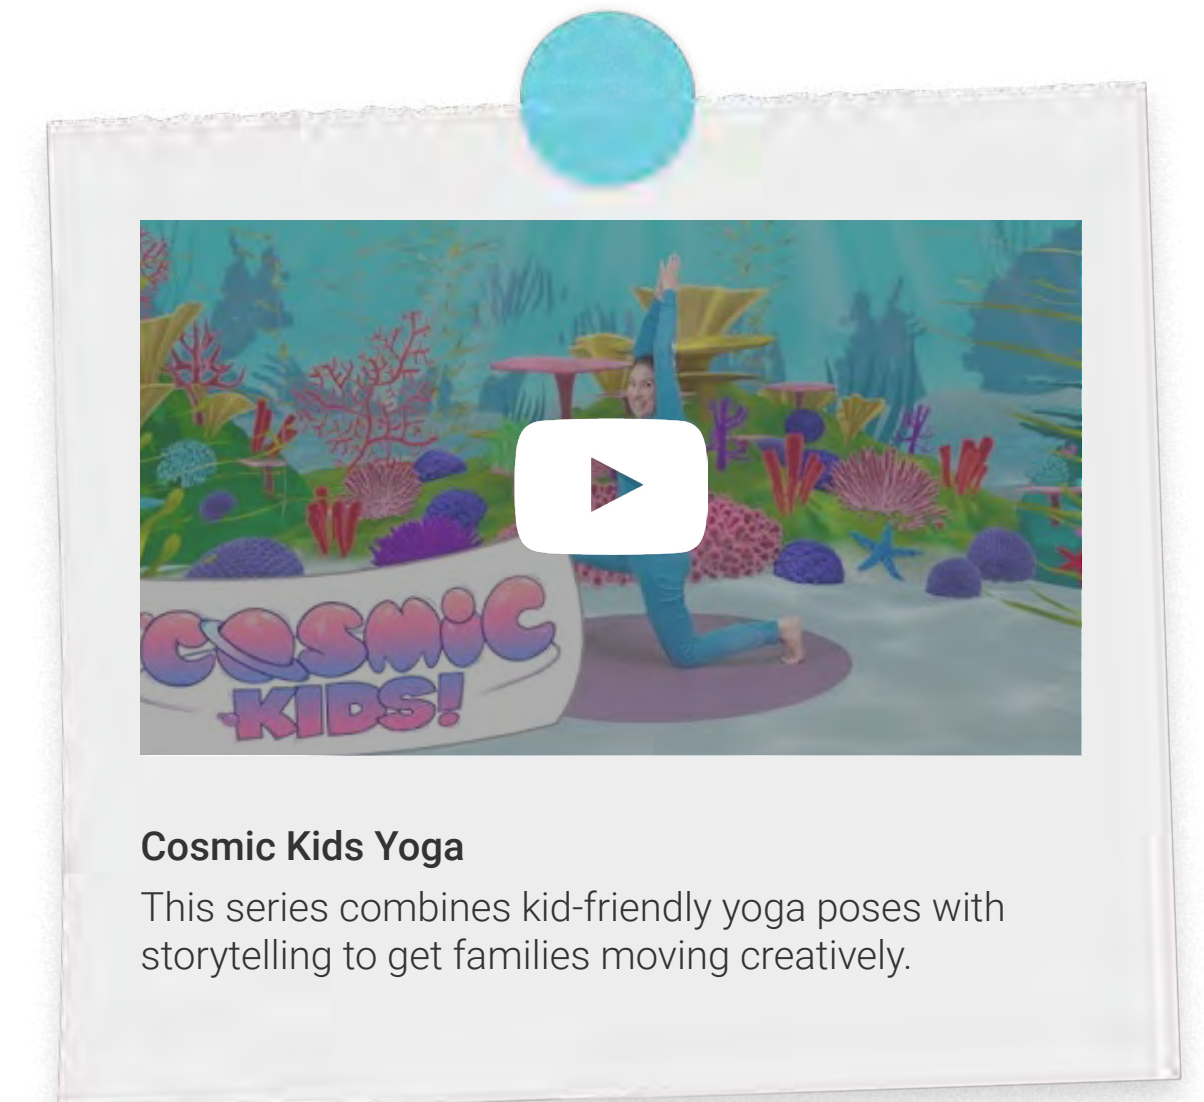 COSMiC
KIDS!
Cosmic Kids Yoga
This series combines kid-friendly yoga poses with
storytelling to get families moving creatively.